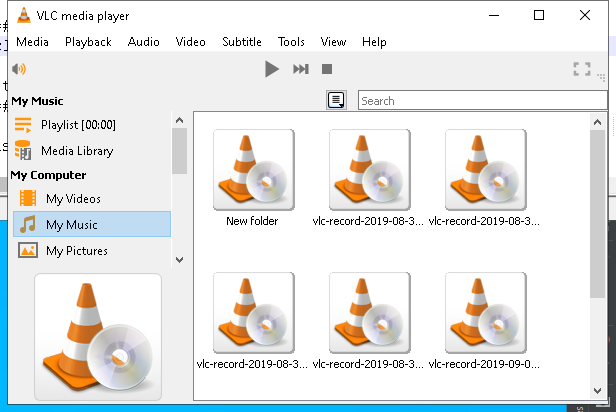 VLC media player
Media Playback Audio Video Subtitle Tools View Help
My Music
Search
Playlist [00:00]
Media Library
My Computer
My Videos
My Music
My Pictures
New folder
vlc-record-2019-08-3...
vlc-record-2019-08-3...
vlc-record-2019-08-3...
vlc-record-2019-08-3...
vlc-record-2019-09-0...